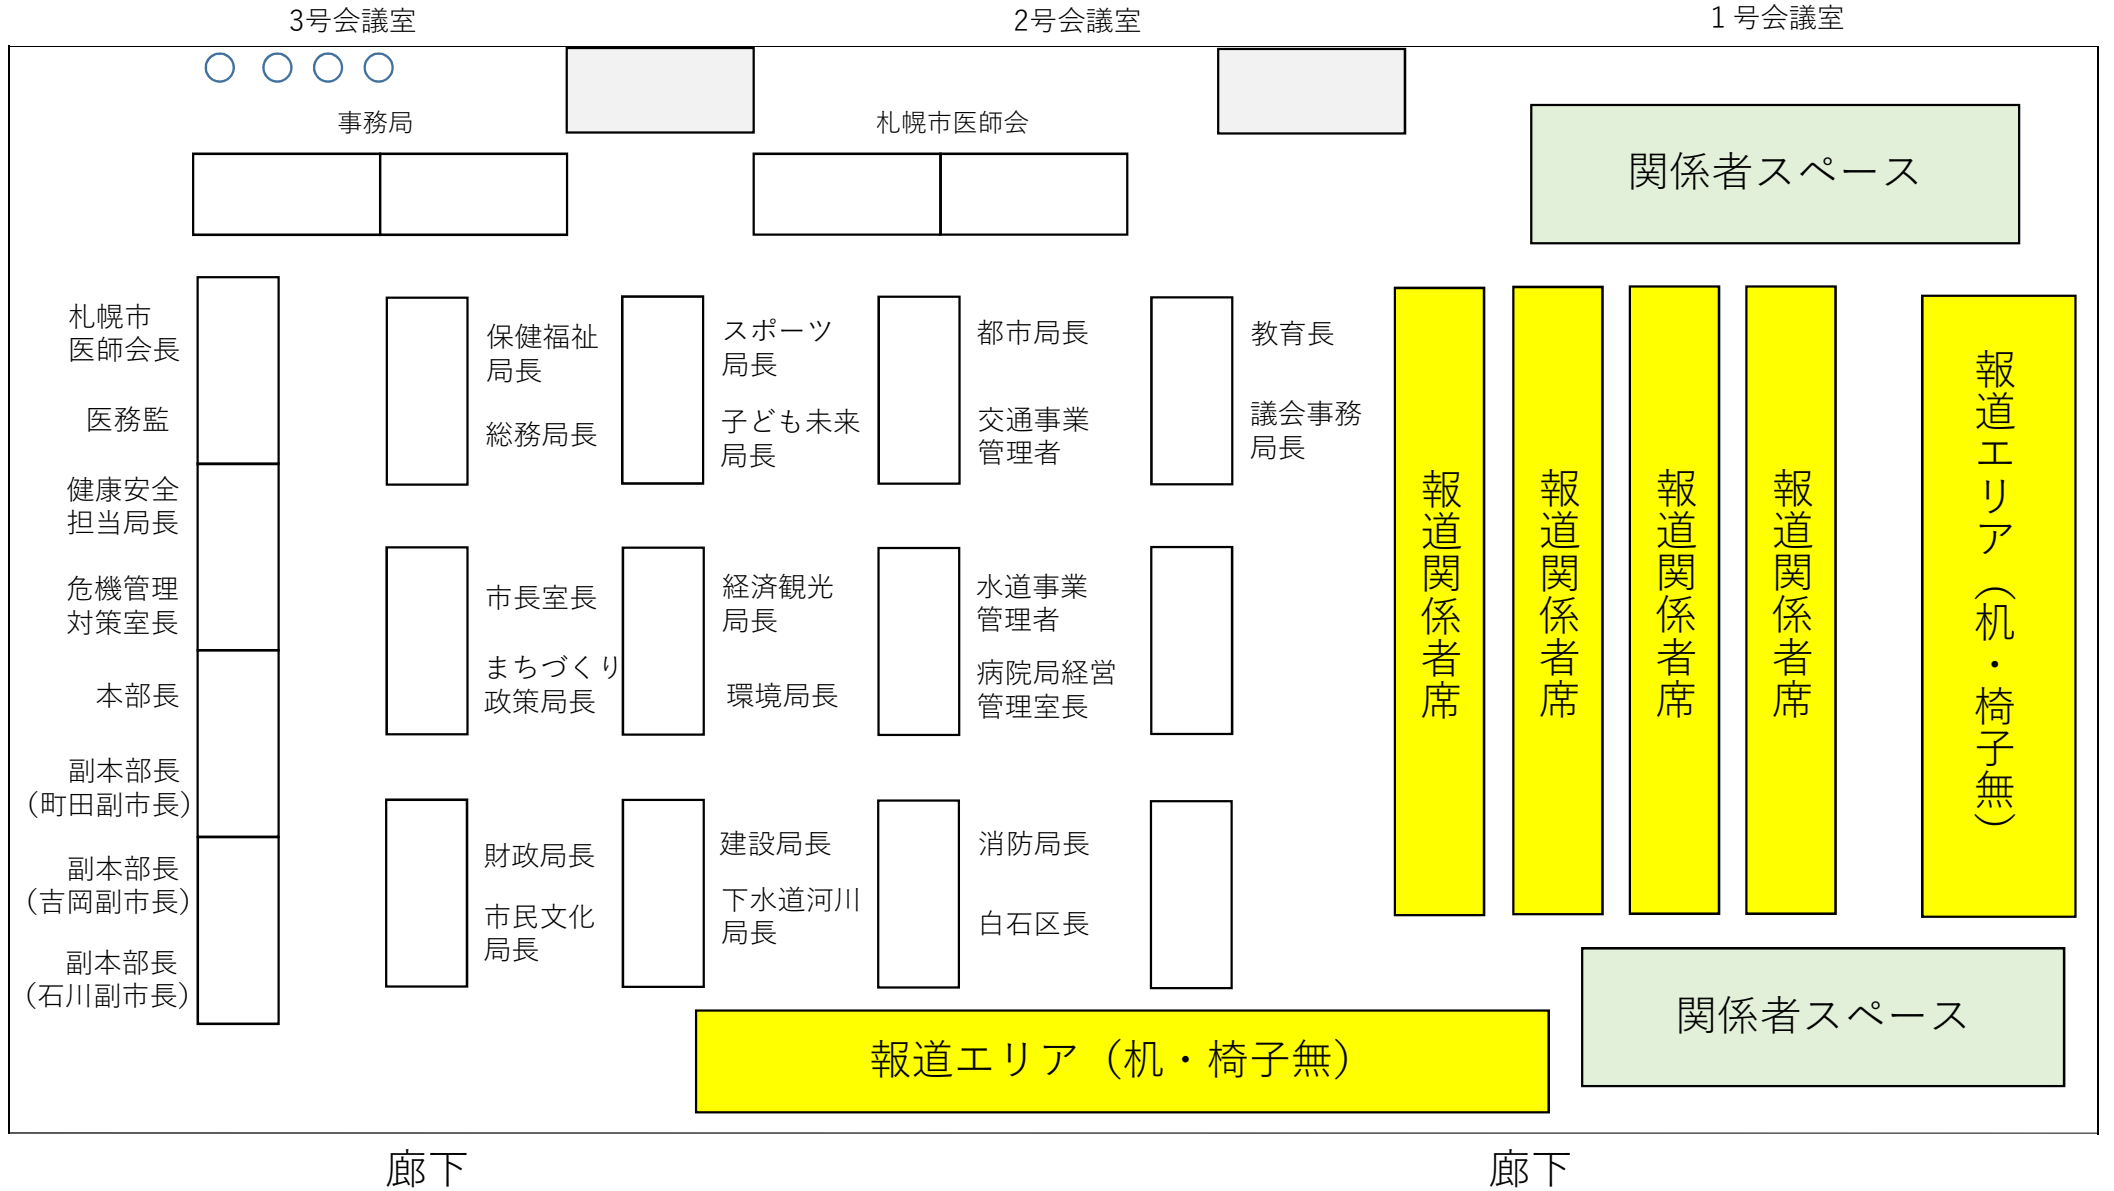 3号会議室
2号会議室
１号会議室
事務局
札幌市医師会
関係者スペース
札幌市
医師会長
医務監
健康安全
担当局長
危機管理
対策室長
本部長
副本部長
（町田副市長）
副本部長
（吉岡副市長）
副本部長
（石川副市長）
保健福祉
局長
総務局長
市長室長
まちづくり
政策局長
財政局長
市民文化
局長
スポーツ
局長
子ども未来
局長
経済観光
局長
環境局長
建設局長
下水道河川
局長
都市局長
交通事業
管理者
水道事業
管理者
病院局経営
管理室長
消防局長
白石区長
教育長
議会事務
局長
報道関係者席
報道関係者席
報道関係者席
報道関係者席
報道エリア（机・椅子無）
報道エリア（机・椅子無）
関係者スペース
廊下
廊下